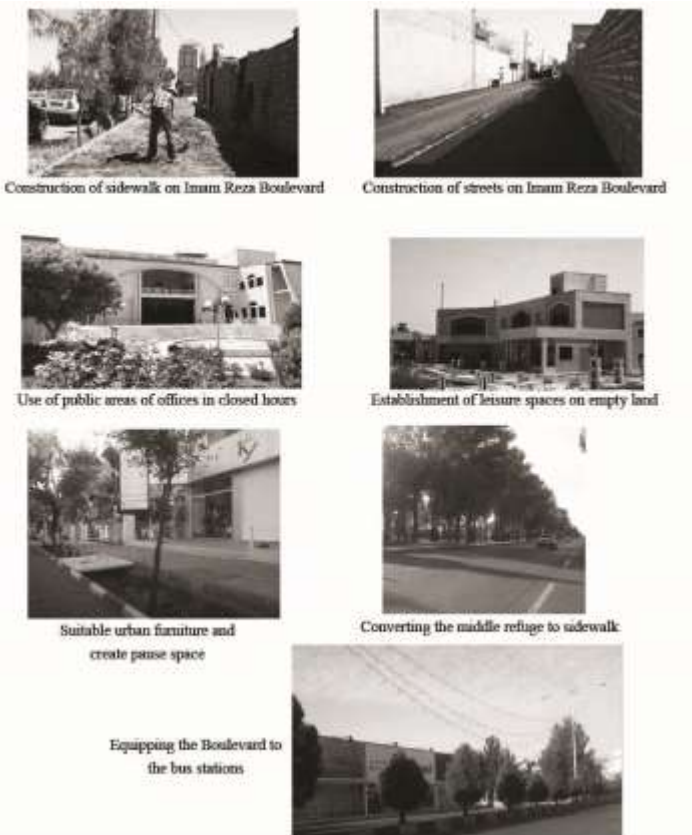 Construction of sidewalk on Imam Reza Boulevard
Construction of streets on Imam Reza Boulevard
Use of public areas of offices in closed hours
Establishment of leisure spaces on empty land
Suitable urban furniture and
create pause space
Converting the middle refuge to sidewalk
Equipping the Boulevard to
the bus stations